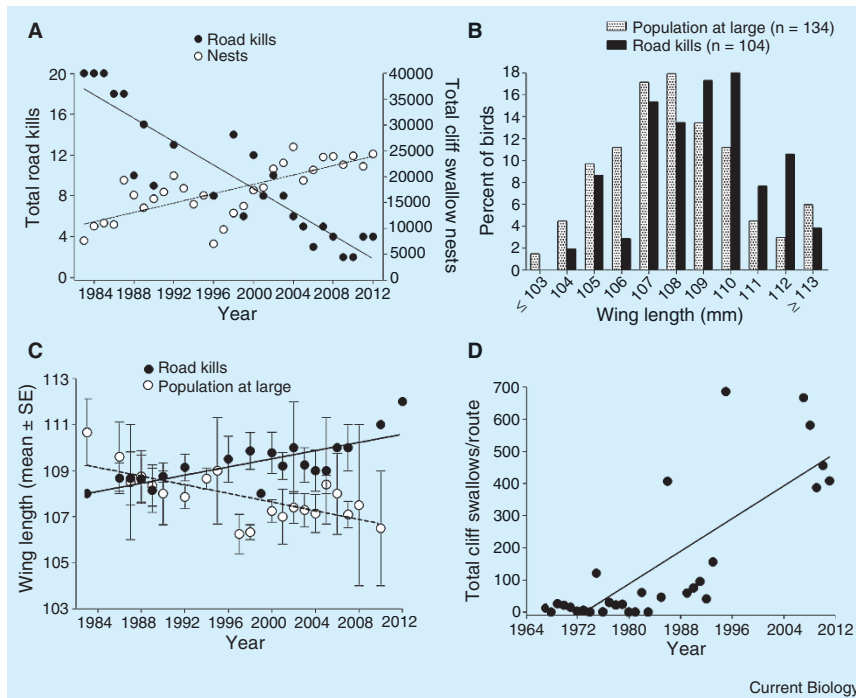 A
Road kills
Nests
20
16
12
8
4
0
Total road kills
40000
35000
30000
25000
20000
15000
10000
5000
0
Total cliff swallow nests
1984 1988 1992 1996 2000 2004 2008 2012
Year
B
Population at large (n = 134)
Road kills (n = 104)
18
16
14
12
10
8
6
4
2
0
Percent of birds
≤ 103 104 105 106 107 108 109 110 111 112 ≥ 113
Wing length (mm)
C
Road kills
Population at large
113
111
109
107
105
103
Wing length (mean ± SE)
1984 1988 1992 1996 2000 2004 2008 2012
Year
D
700
600
500
400
300
200
100
0
Total cliff swallows/route
1964 1972 1980 1988 1996 2004 2012
Year
Current Biology